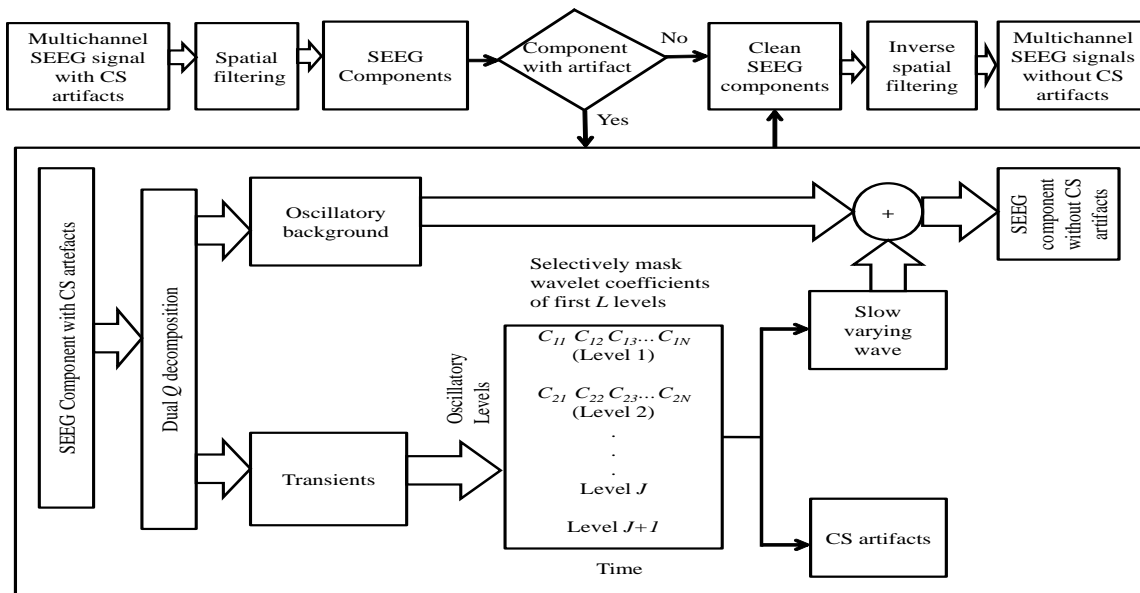 Multichannel
SEEG signal
with CS
artifacts
Spatial
filtering
SEEG
Components
Component
with artifact
No
Yes
Clean
SEEG
components
Inverse
spatial
filtering
Multichannel
SEEG signals
without CS
artifacts
SEEG Component with CS artefacts
Dual Q decomposition
Oscillatory
background
+
SEEG
component
without CS
artifacts
Selectively mask
wavelet coefficients
of first L levels
Slow
varying
wave
Transients
Oscillatory
Levels
C11 C12 C13... C1N
(Level 1)
C21 C22 C23... C2N
(Level 2)
.
.
.
Level J
Level J+1
Time
CS artifacts